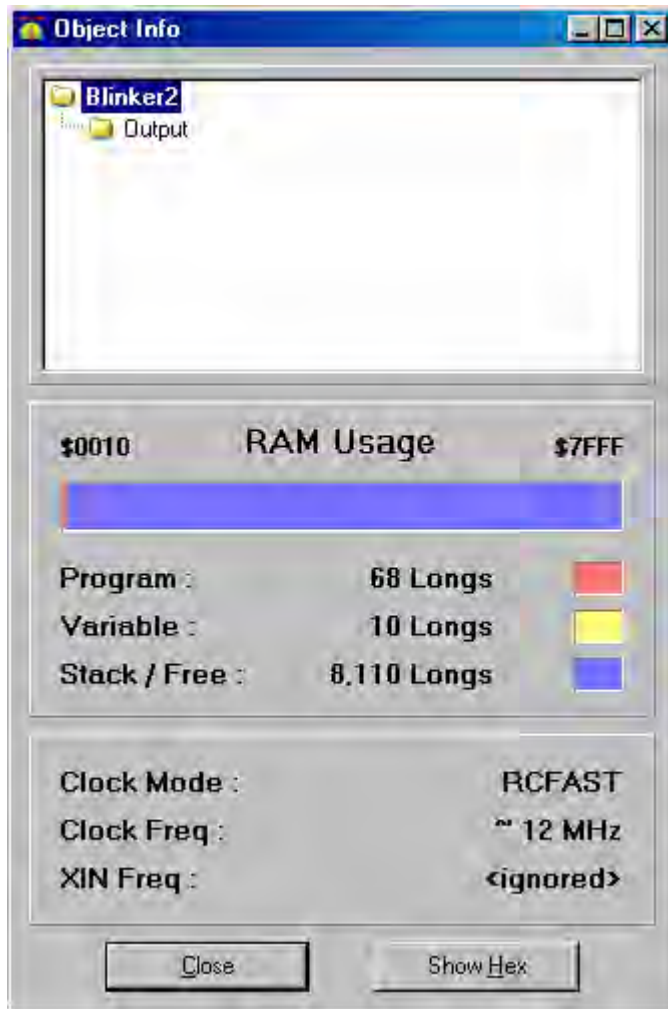 Object Info
Blinker2
Output
$0010 RAM Usage $7FFF
Program : 68 Longs
Variable : 10 Longs
Stack / Free : 8,110 Longs
Clock Mode : RCFAST
Clock Freq : ~ 12 MHz
XIN Freq : <ignored>
Close Show Hex